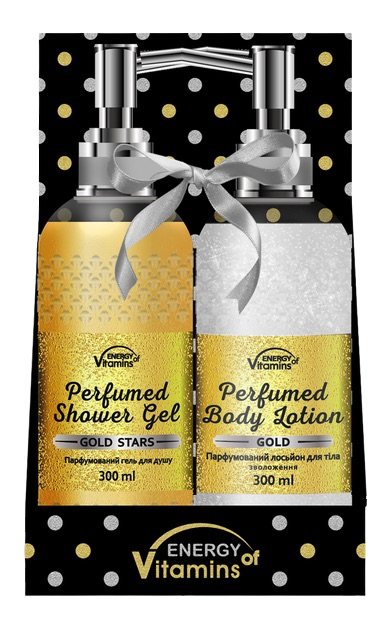 ENERGY of
Vitamins
Perfumed
Shower Gel
GOLD STARS
Парфумований гель для душу
300 ml
ENERGY of
Vitamins
Perfumed
Body Lotion
GOLD
Парфумований лосьйон для тіла
зволоження
300 ml
ENERGY of
Vitamins